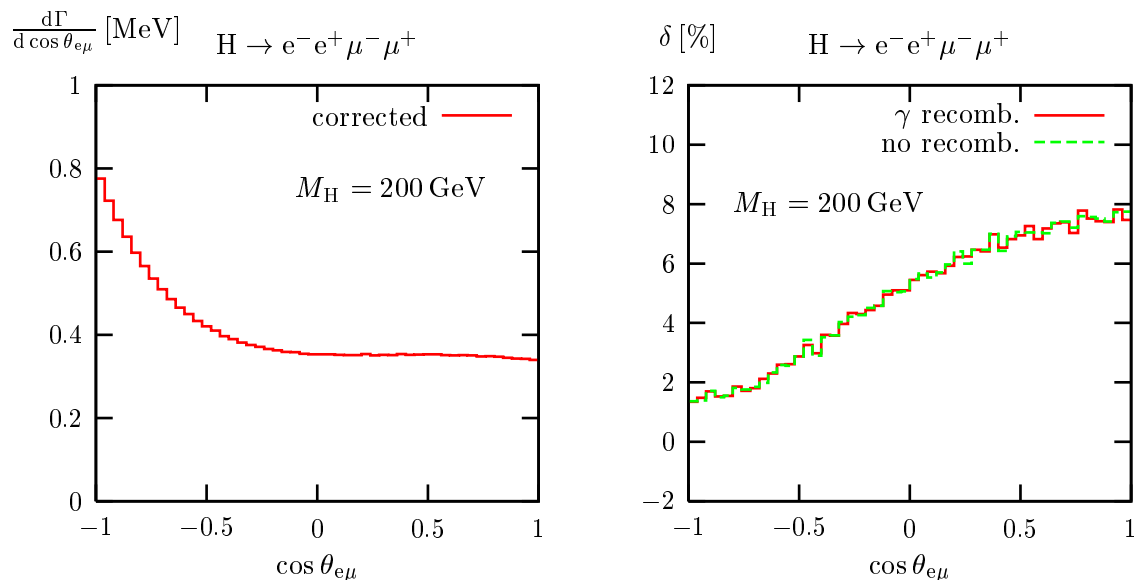 dΓ/d cos θeμ [MeV] H → e−e+μ−μ+
corrected
MH = 200 GeV
1
0.8
0.6
0.4
0.2
0
−1 −0.5 0 0.5 1
cos θeμ
δ [%] H → e−e+μ−μ+
γ recomb.
no recomb.
MH = 200 GeV
12
10
8
6
4
2
0
−2
−1 −0.5 0 0.5 1
cos θeμ